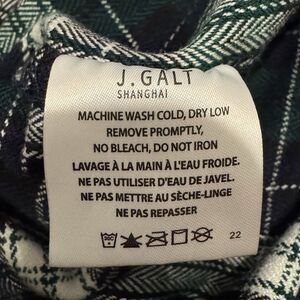 J. GALT
SHANGHAI
MACHINE WASH COLD, DRY LOW
REMOVE PROMPTLY,
NO BLEACH, DO NOT IRON
LAVAGE À LA MAIN À L'EAU FROIDE.
NE PAS UTILISER D'EAU DE JAVEL.
NE PAS METTRE AU SÈCHE-LINGE
NE PAS REPASSER
22